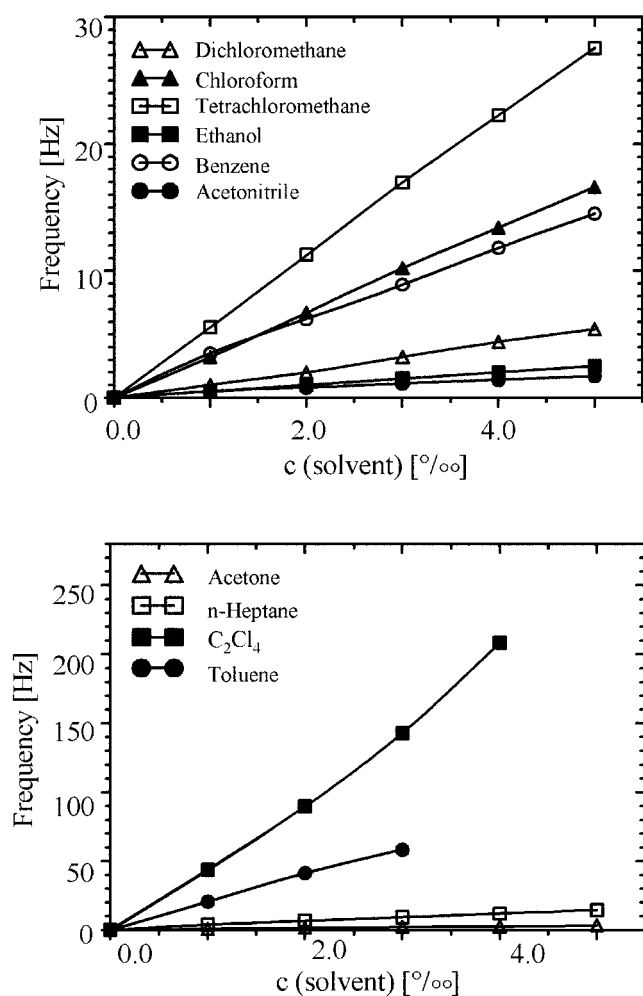 30
Dichloromethane
Chloroform
Tetrachloromethane
20
Ethanol
Benzene
Acetonitrile
Frequency [Hz]
10
0
0.0 2.0 4.0
c (solvent) [°/oo]
Acetone
250
n-Heptane
C₂Cl₄
200
Toluene
150
Frequency [Hz]
100
50
0
0.0 2.0 4.0
c (solvent) [°/oo]